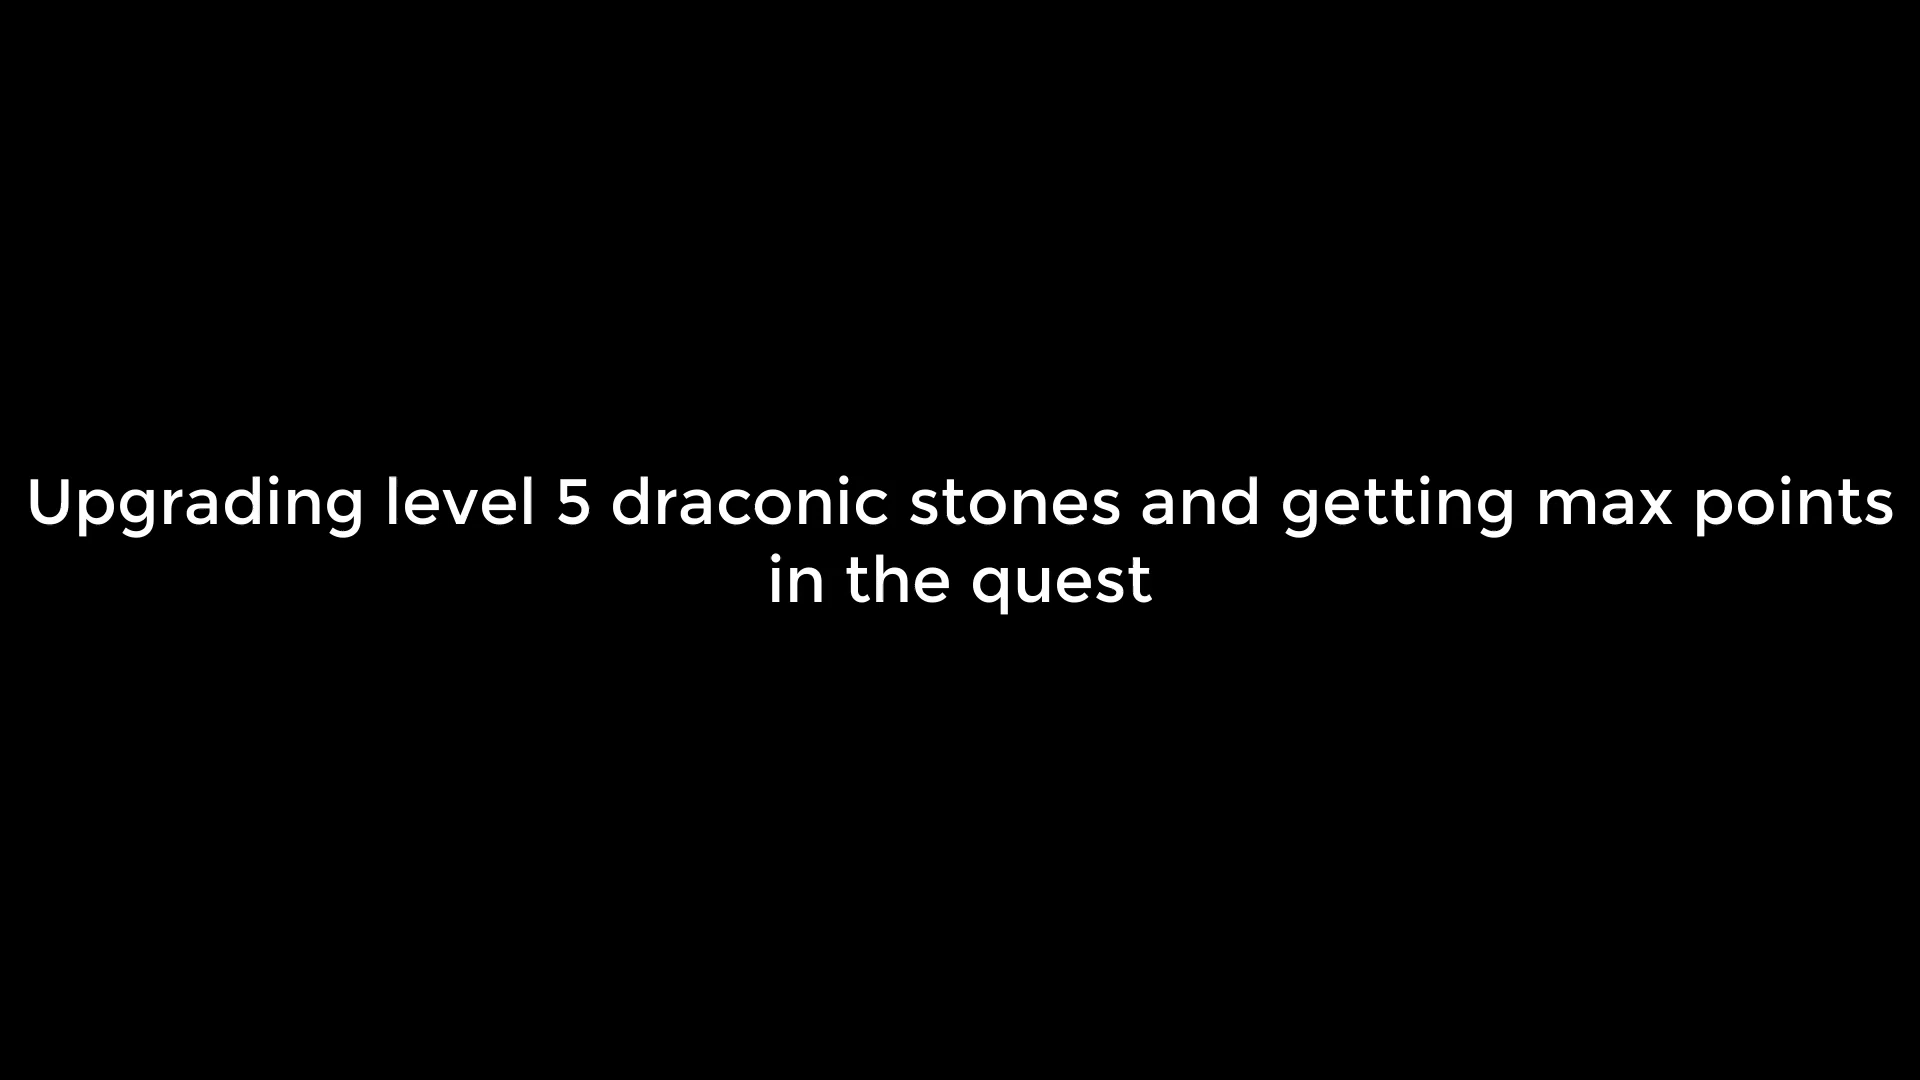 Upgrading level 5 draconic stones and getting max points
in the quest